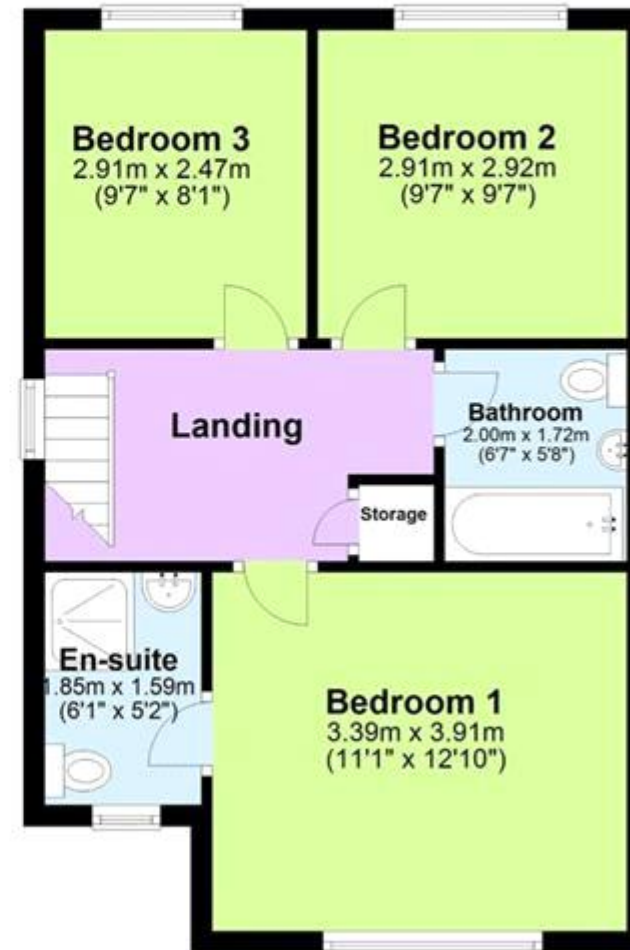 Bedroom 3
2.91m x 2.47m
(9'7" x 8'1")
Bedroom 2
2.91m x 2.92m
(9'7" x 9'7")
Landing
Bathroom
2.00m x 1.72m
(6'7" x 5'8")
Storage
En-suite
1.85m x 1.59m
(6'1" x 5'2")
Bedroom 1
3.39m x 3.91m
(11'1" x 12'10")